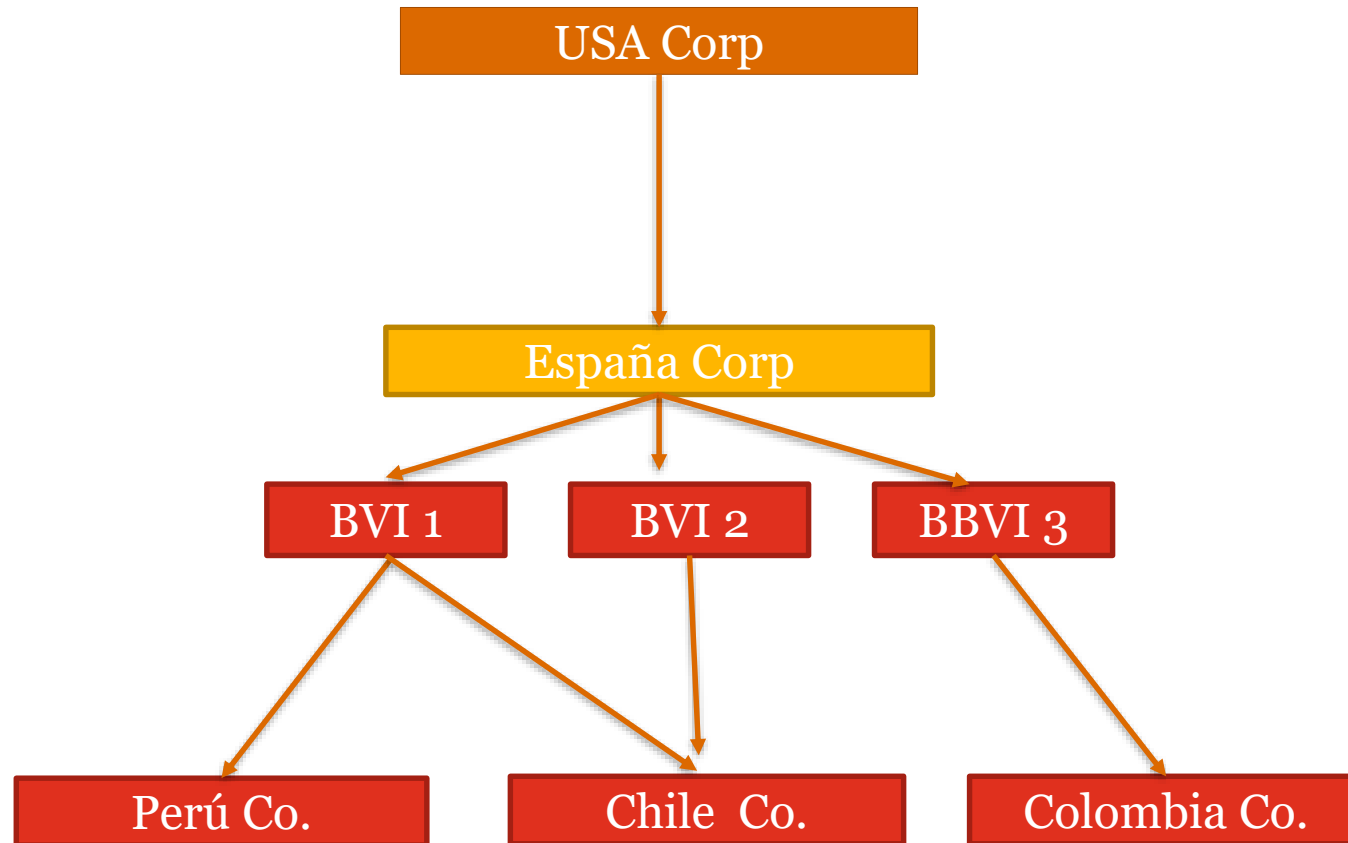 USA Corp
España Corp
BVI 1
BVI 2
BBVI 3
Perú Co.
Chile Co.
Colombia Co.